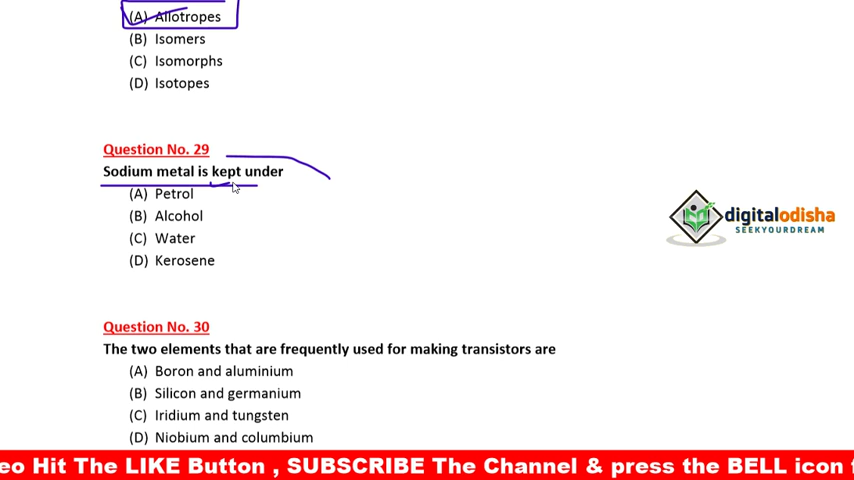 (A) Allotropes
(B) Isomers
(C) Isomorphs
(D) Isotopes
Question No. 29
Sodium metal is kept under
(A) Petrol
(B) Alcohol
(C) Water
(D) Kerosene
digitalodisha
SEEKYOURDREAM
Question No. 30
The two elements that are frequently used for making transistors are
(A) Boron and aluminium
(B) Silicon and germanium
(C) Iridium and tungsten
(D) Niobium and columbium
eo Hit The LIKE Button , SUBSCRIBE The Channel & press the BELL icon